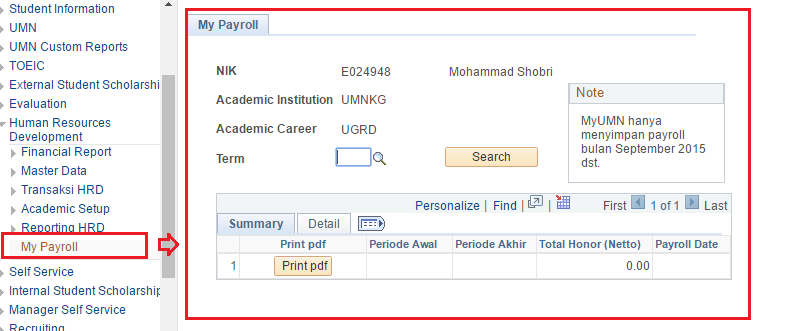 Student Information
UMN
UMN Custom Reports
TOEIC
External Student Scholarshi
Evaluation
Human Resources
Development
Financial Report
Master Data
Transaksi HRD
Academic Setup
Reporting HRD
My Payroll
Self Service
Internal Student Scholarship
Manager Self Service
Recruiting
My Payroll
NIK E024948 Mohammad Shobri
Academic Institution UMNKG
Academic Career UGRD
Term Search
Note
MyUMN hanya
menyimpan payroll
bulan September 2015
dst.
Personalize | Find | | First 1 of 1 Last
Summary Detail
Print pdf Periode Awal Periode Akhir Total Honor (Netto) Payroll Date
1 Print pdf 0.00